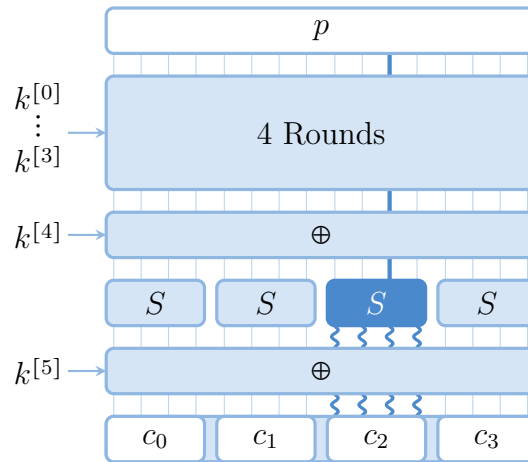 p
k^[0]
⋮
4 Rounds
k^[3]
k^[4] ⊕
S S S S
k^[5] ⊕
c_0 c_1 c_2 c_3